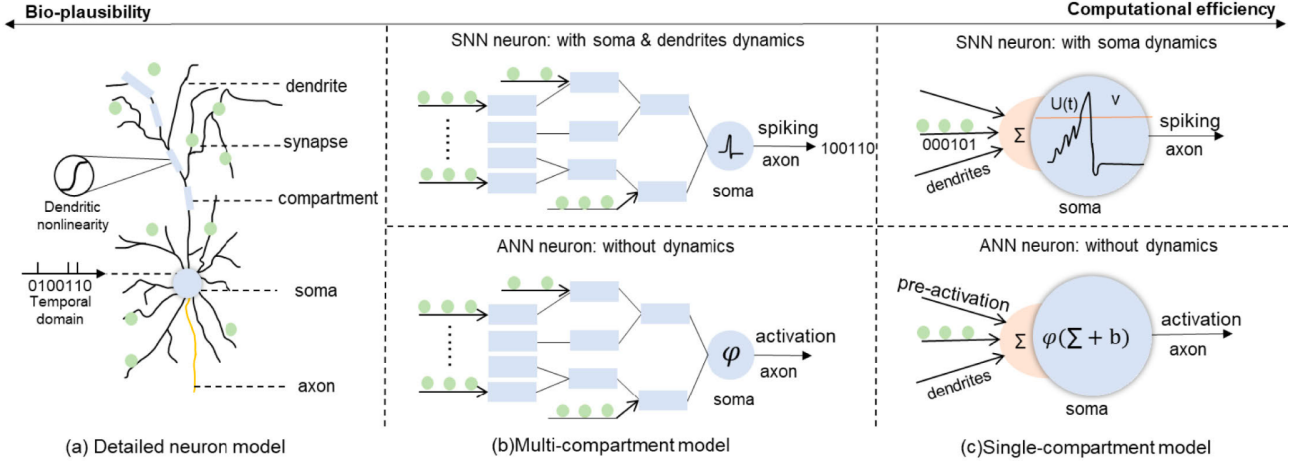 Bio-plausibility
Computational efficiency
dendrite
synapse
compartment
Dendritic
nonlinearity
0100110
Temporal
domain
soma
axon
(a) Detailed neuron model
SNN neuron: with soma & dendrites dynamics
spiking
axon
100110
soma
ANN neuron: without dynamics
φ
activation
axon
soma
(b)Multi-compartment model
SNN neuron: with soma dynamics
U(t)
v
Σ
000101
dendrites
spiking
axon
soma
ANN neuron: without dynamics
pre-activation
Σ
φ(Σ + b)
dendrites
activation
axon
soma
(c)Single-compartment model